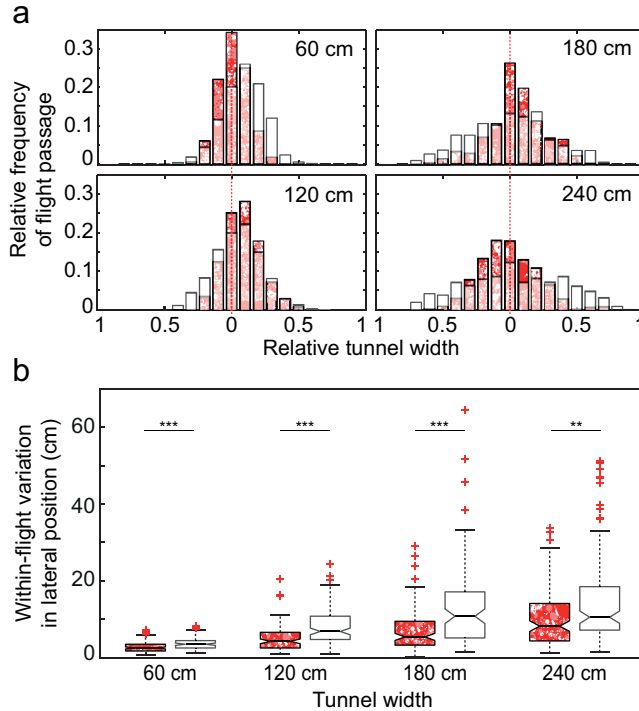 a
60 cm
180 cm
0.3
0.2
0.1
0
120 cm
240 cm
0.3
0.2
0.1
0
Relative frequency
of flight passage
1 0.5 0 0.5 1
1 0.5 0 0.5 1
Relative tunnel width
b
60
40
20
0
*** *** *** **
Within-flight variation
in lateral position (cm)
60 cm 120 cm 180 cm 240 cm
Tunnel width